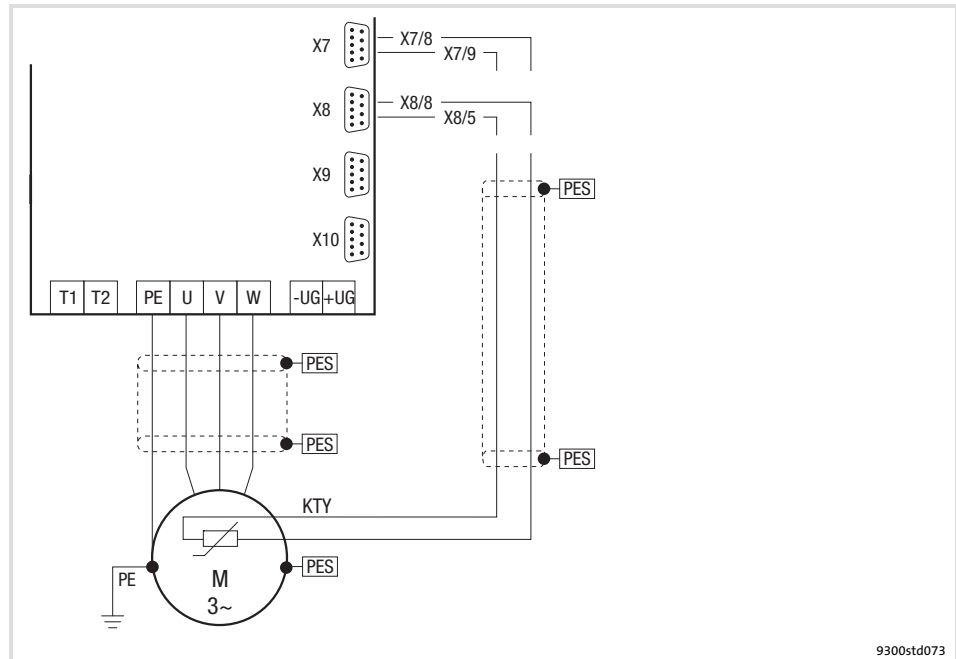 X7
X7/8
X7/9
X8
X8/8
X8/5
X9
PES
X10
T1 T2 PE U V W -UG +UG
PES
PES
PES
KTY
PE
M
3~
PES
9300std073